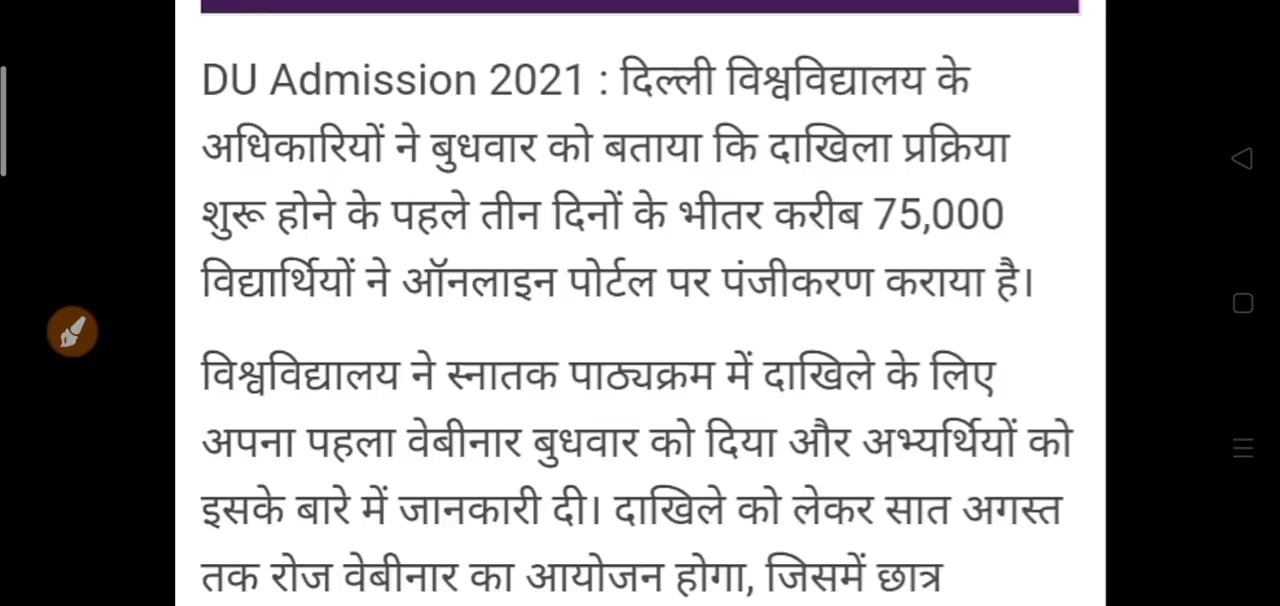 DU Admission 2021 : दिल्ली विश्वविद्यालय के
अधिकारियों ने बुधवार को बताया कि दाखिला प्रक्रिया
शुरू होने के पहले तीन दिनों के भीतर करीब 75,000
विद्यार्थियों ने ऑनलाइन पोर्टल पर पंजीकरण कराया है।
विश्वविद्यालय ने स्नातक पाठ्यक्रम में दाखिले के लिए
अपना पहला वेबीनार बुधवार को दिया और अभ्यर्थियों को
इसके बारे में जानकारी दी। दाखिले को लेकर सात अगस्त
तक रोज वेबीनार का आयोजन होगा, जिसमें छात्र